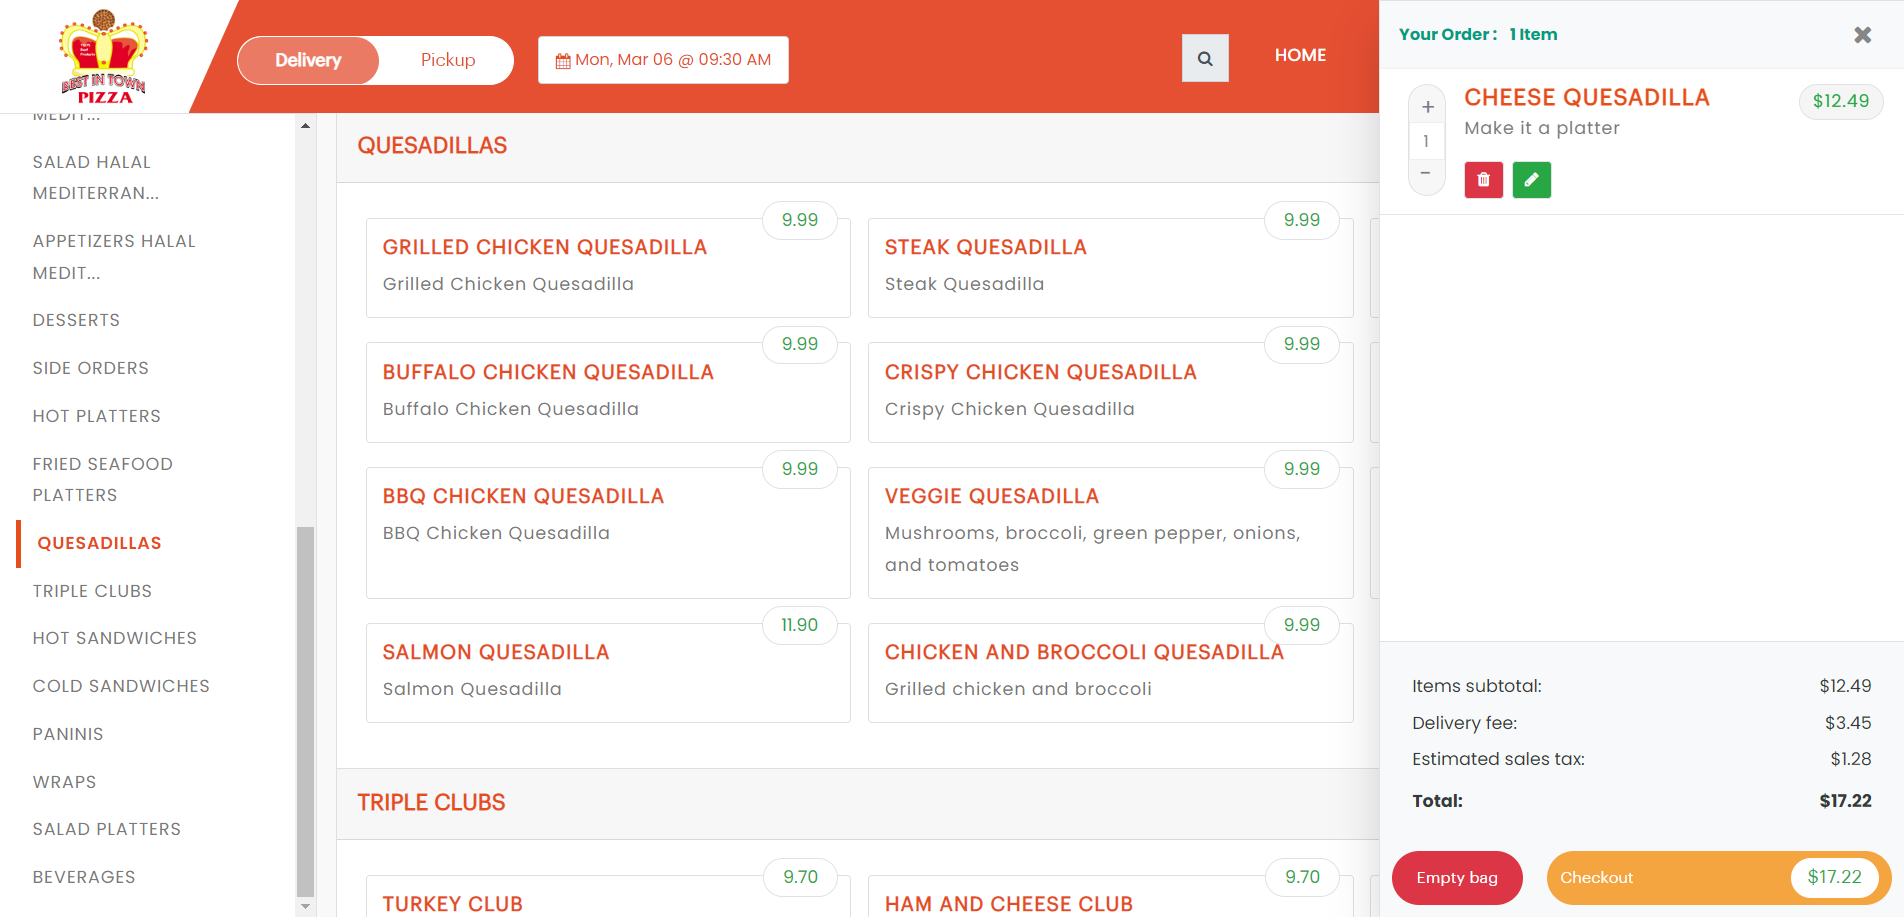 BEST IN TOWN
PIZZA
Delivery
Pickup
Mon, Mar 06 @ 09:30 AM
HOME
MEDIT...
SALAD HALAL
MEDITERRAN...
APPETIZERS HALAL
MEDIT...
DESSERTS
SIDE ORDERS
HOT PLATTERS
FRIED SEAFOOD
PLATTERS
QUESADILLAS
TRIPLE CLUBS
HOT SANDWICHES
COLD SANDWICHES
PANINIS
WRAPS
SALAD PLATTERS
BEVERAGES
QUESADILLAS
9.99
GRILLED CHICKEN QUESADILLA
Grilled Chicken Quesadilla
9.99
STEAK QUESADILLA
Steak Quesadilla
9.99
BUFFALO CHICKEN QUESADILLA
Buffalo Chicken Quesadilla
9.99
CRISPY CHICKEN QUESADILLA
Crispy Chicken Quesadilla
9.99
BBQ CHICKEN QUESADILLA
BBQ Chicken Quesadilla
9.99
VEGGIE QUESADILLA
Mushrooms, broccoli, green pepper, onions,
and tomatoes
11.90
SALMON QUESADILLA
Salmon Quesadilla
9.99
CHICKEN AND BROCCOLI QUESADILLA
Grilled chicken and broccoli
TRIPLE CLUBS
9.70
TURKEY CLUB
9.70
HAM AND CHEESE CLUB
Your Order : 1 Item
+
1
−
CHEESE QUESADILLA
$12.49
Make it a platter
Items subtotal: $12.49
Delivery fee: $3.45
Estimated sales tax: $1.28
Total: $17.22
Empty bag
Checkout $17.22